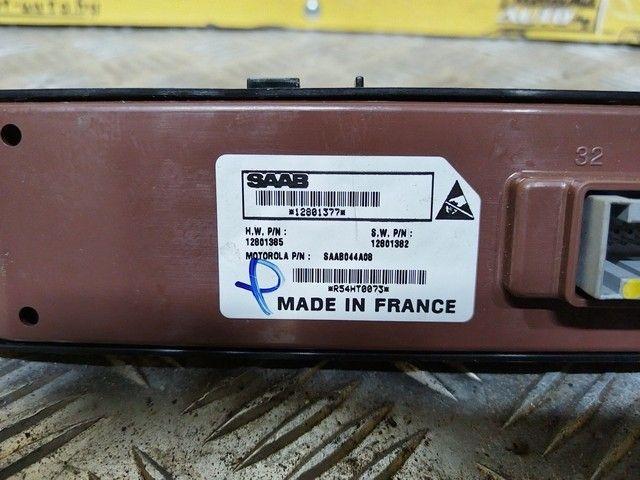 32
SAAB
*12801377*
H.W. P/N : S.W. P/N :
12801385 12801382
MOTOROLA P/N : SAAB044A08
*R54HT0073*
MADE IN FRANCE